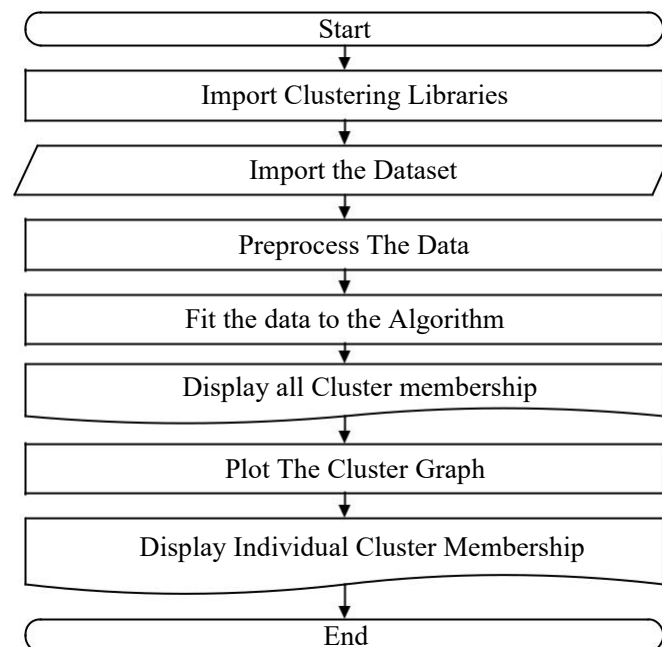 Start
Import Clustering Libraries
Import the Dataset
Preprocess The Data
Fit the data to the Algorithm
Display all Cluster membership
Plot The Cluster Graph
Display Individual Cluster Membership
End